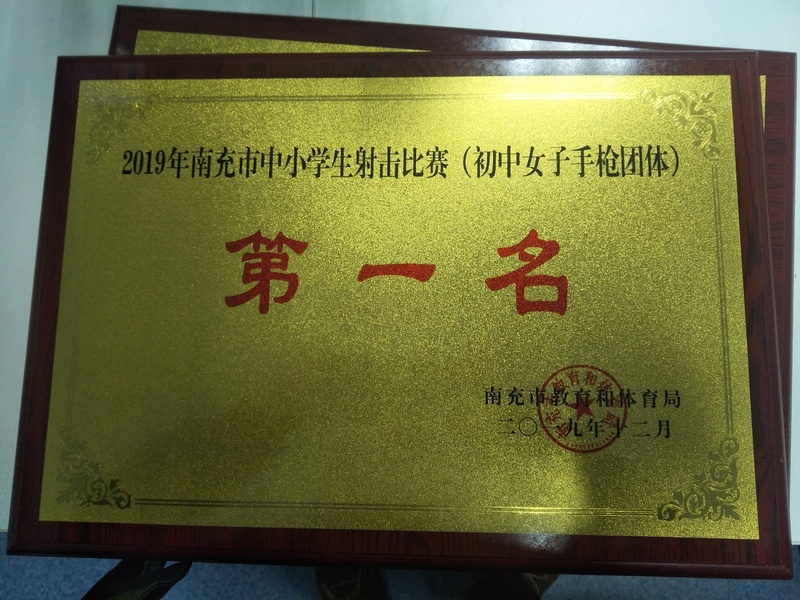 2019年南充市中小学生射击比赛（初中女子手枪团体）
第一名
南充市教育和体育局
二〇一九年十二月